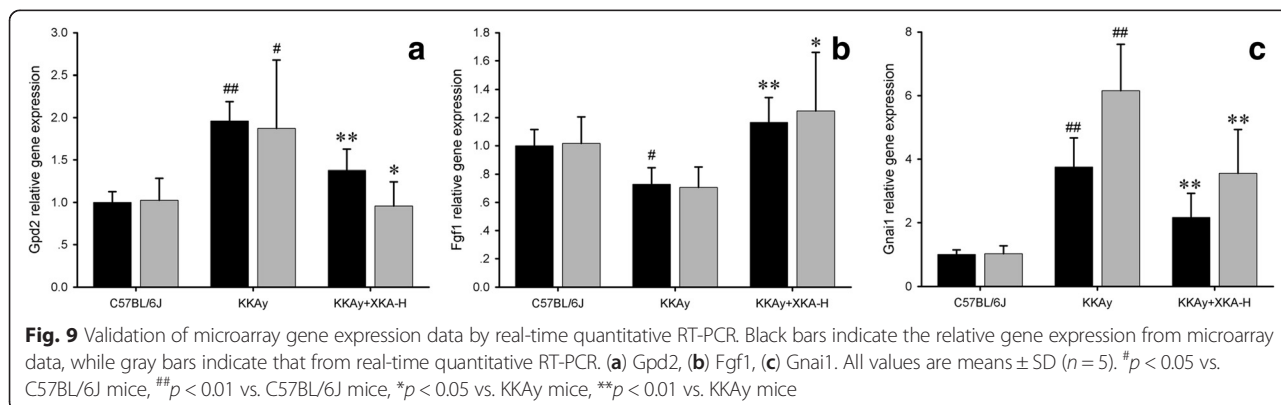 a
Gpd2 relative gene expression
3.0
2.5
2.0
1.5
1.0
.5
0.0
##
#
**
*
C57BL/6J KKAy KKAy+XKA-H
b
Fgf1 relative gene expression
1.8
1.6
1.4
1.2
1.0
.8
.6
.4
.2
0.0
#
**
*
C57BL/6J KKAy KKAy+XKA-H
c
Gnai1 relative gene expression
8
6
4
2
0
##
##
**
**
C57BL/6J KKAy KKAy+XKA-H
Fig. 9 Validation of microarray gene expression data by real-time quantitative RT-PCR. Black bars indicate the relative gene expression from microarray
data, while gray bars indicate that from real-time quantitative RT-PCR. (a) Gpd2, (b) Fgf1, (c) Gnai1. All values are means ± SD (n = 5). #p < 0.05 vs.
C57BL/6J mice, ##p < 0.01 vs. C57BL/6J mice, *p < 0.05 vs. KKAy mice, **p < 0.01 vs. KKAy mice